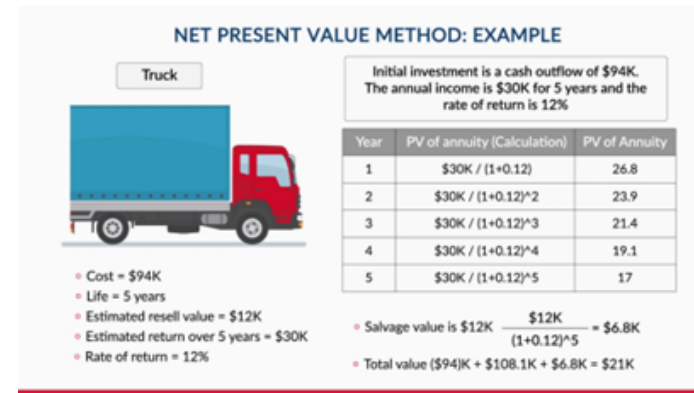 NET PRESENT VALUE METHOD: EXAMPLE
Truck
Cost = $94K
Life = 5 years
Estimated resell value = $12K
Estimated return over 5 years = $30K
Rate of return = 12%
Initial investment is a cash outflow of $94K.
The annual income is $30K for 5 years and the
rate of return is 12%
Year PV of annuity (Calculation) PV of Annuity
1 $30K / (1+0.12) 26.8
2 $30K / (1+0.12)^2 23.9
3 $30K / (1+0.12)^3 21.4
4 $30K / (1+0.12)^4 19.1
5 $30K / (1+0.12)^5 17
$12K
Salvage value is $12K = $6.8K
(1+0.12)^5
Total value ($94)K + $108.1K + $6.8K = $21K